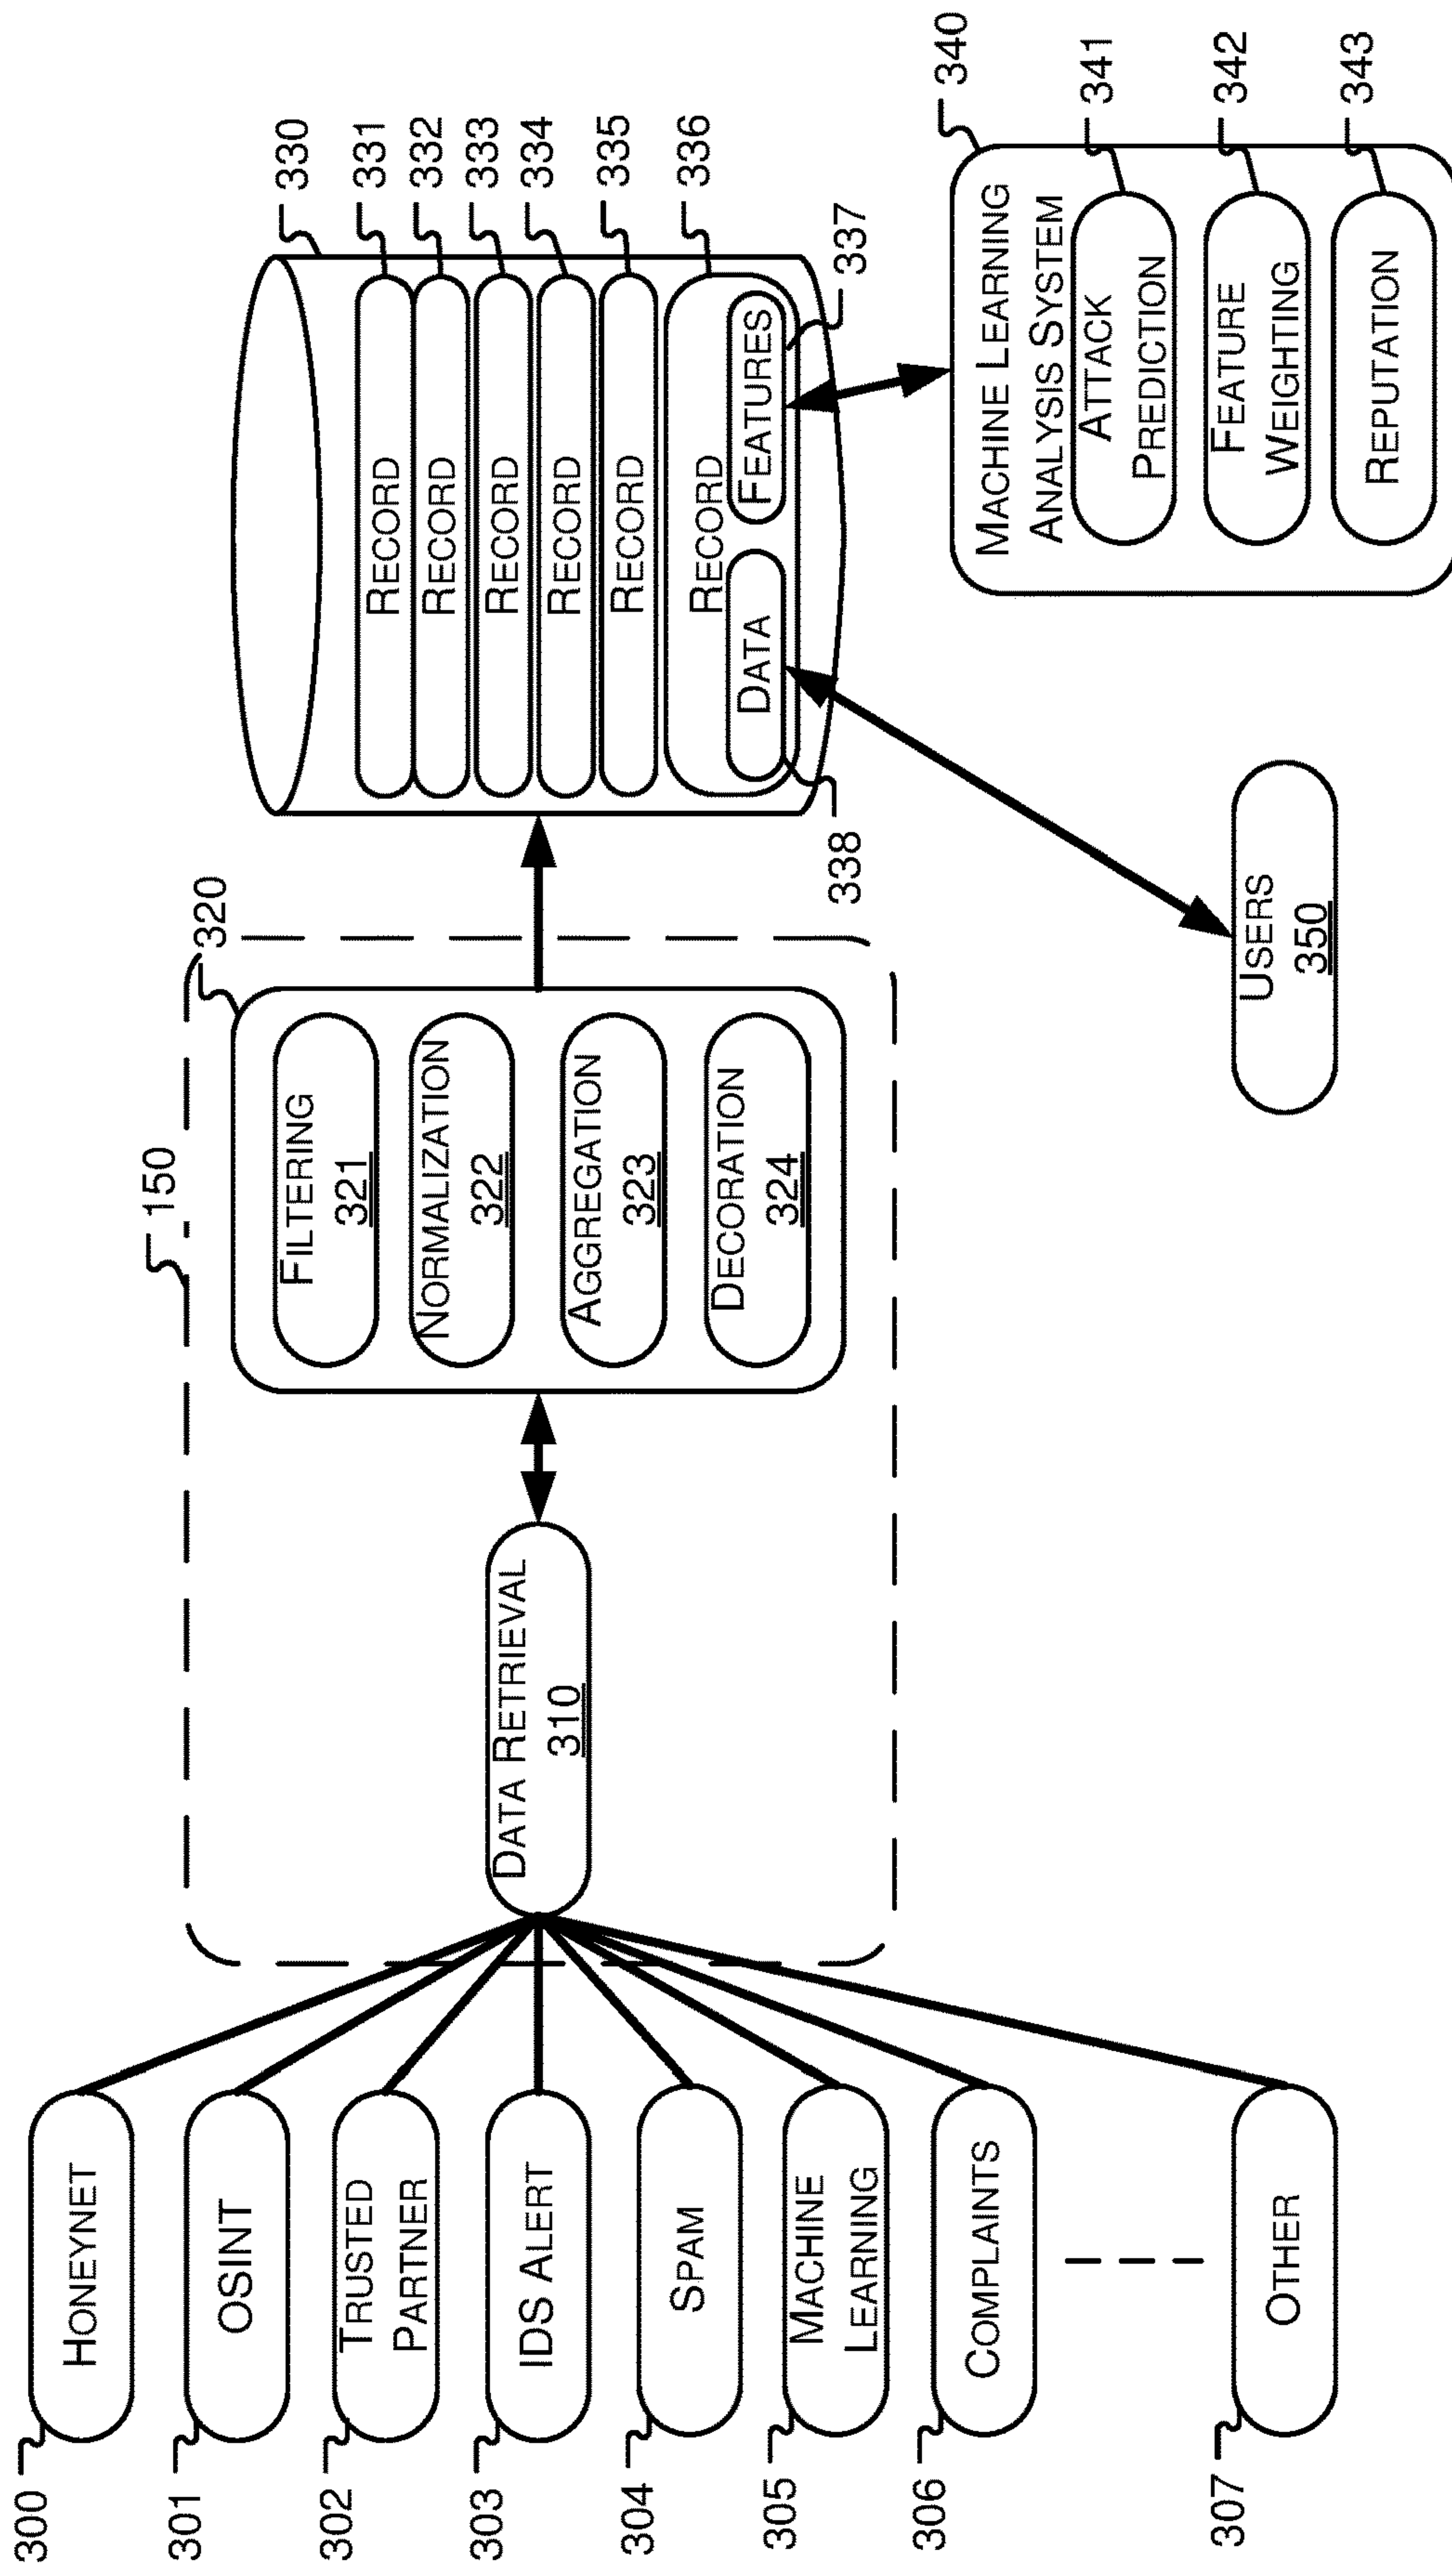 300
HONEYNET
301
OSINT
302
TRUSTED
PARTNER
303
IDS ALERT
304
SPAM
305
MACHINE
LEARNING
306
COMPLAINTS
307
OTHER
150
DATA RETRIEVAL
310
320
FILTERING
321
NORMALIZATION
322
AGGREGATION
323
DECORATION
324
330
RECORD
331
RECORD
332
RECORD
333
RECORD
334
RECORD
335
RECORD
336
DATA
FEATURES
338
337
USERS
350
340
MACHINE LEARNING
ANALYSIS SYSTEM
ATTACK
PREDICTION
341
FEATURE
WEIGHTING
342
REPUTATION
343